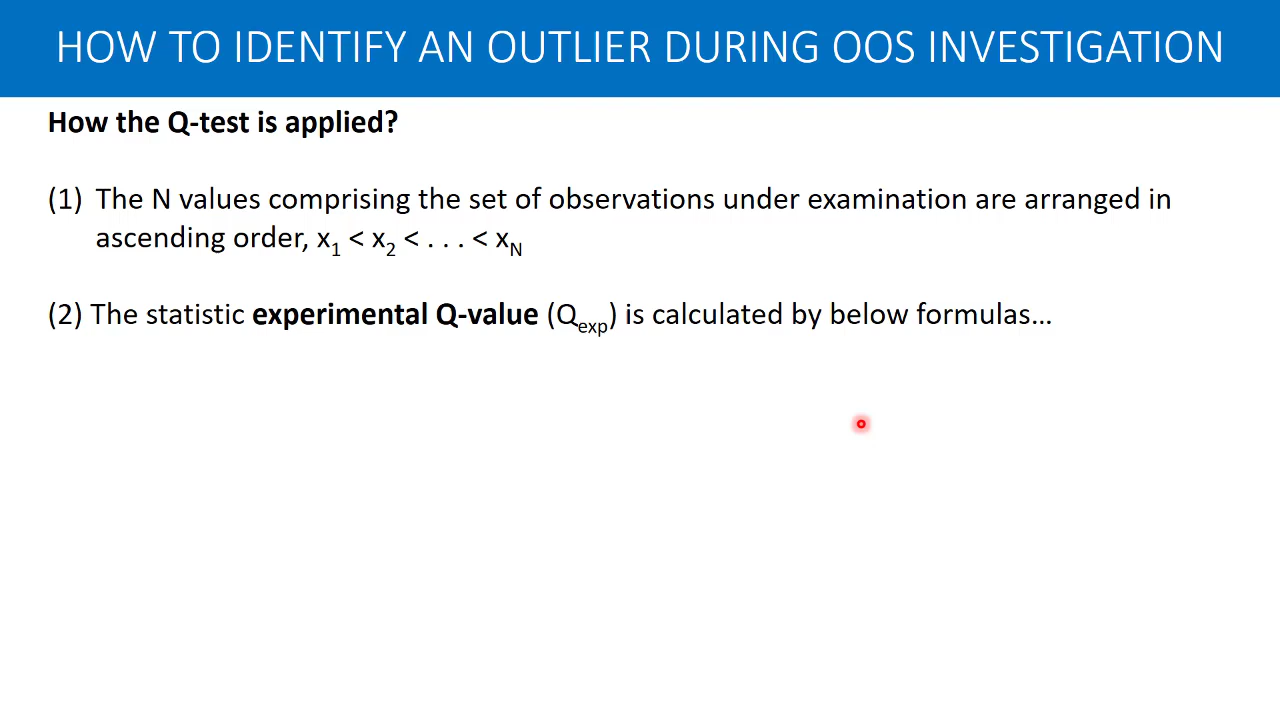 HOW TO IDENTIFY AN OUTLIER DURING OOS INVESTIGATION
How the Q-test is applied?
(1) The N values comprising the set of observations under examination are arranged in
ascending order, x₁ < x₂ < . . . < xN
(2) The statistic experimental Q-value (Qexp) is calculated by below formulas…